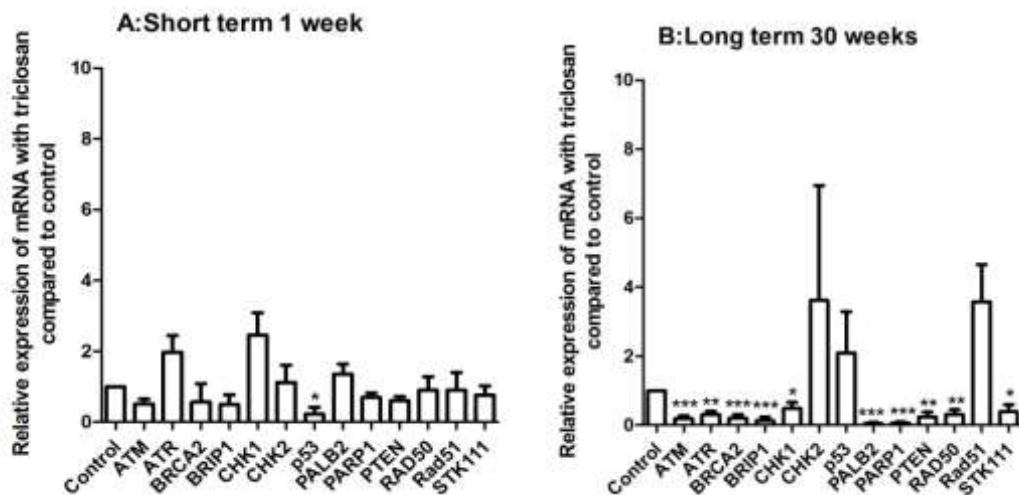 A:Short term 1 week
Relative expression of mRNA with triclosan
compared to control
10
8
6
4
2
0
*
Control
ATM
ATR
BRCA2
BRIP1
CHK1
CHK2
p53
PALB2
PARP1
PTEN
RAD50
Rad51
STK111
B:Long term 30 weeks
Relative expression of mRNA with triclosan
compared to control
10
8
6
4
2
0
***
**
***
***
*
***
***
**
**
*
Control
ATM
ATR
BRCA2
BRIP1
CHK1
CHK2
p53
PALB2
PARP1
PTEN
RAD50
Rad51
STK111